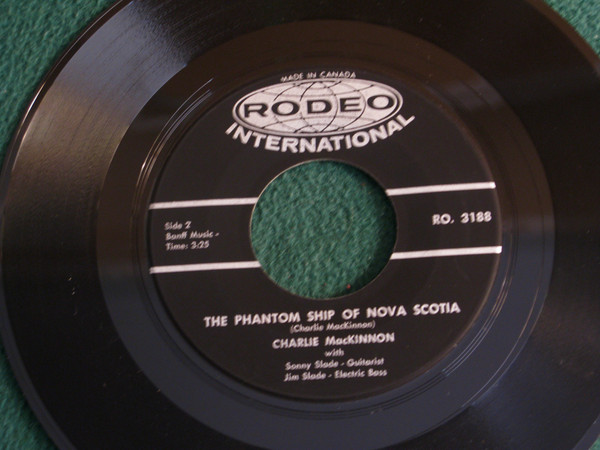 MADE IN CANADA
RODEO
INTERNATIONAL
Side 2
Banff Music -
Time: 3:25
RO. 3188
THE PHANTOM SHIP OF NOVA SCOTIA
(Charlie MacKinnon)
CHARLIE MacKINNON
with
Sonny Slade - Guitarist
Jim Slade - Electric Bass